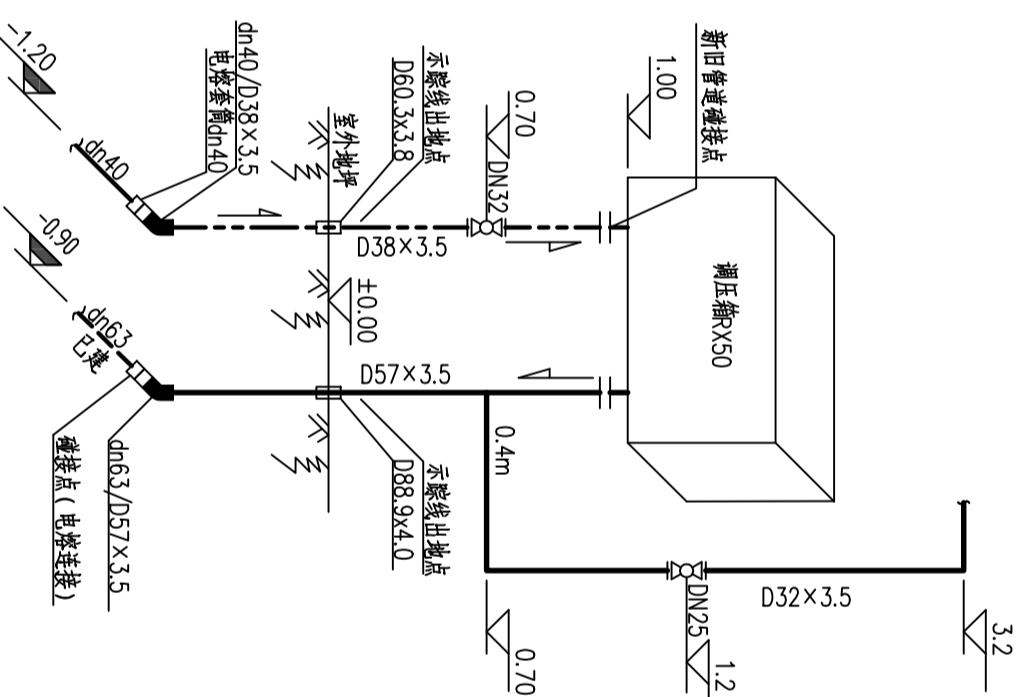 新旧管道碰接点
1.00
调压箱RX50
0.70
DN32
示踪线出地点
D60.3x3.8
D38×3.5
室外地坪
±0.00
dn40/D38×3.5
电熔套筒dn40
-1.20
dn40
-0.90
dn63
已建
D57×3.5
0.4m
示踪线出地点
D88.9x4.0
dn63/D57×3.5
碰接点(电熔连接)
DN25
1.2
0.70
D32×3.5
3.2